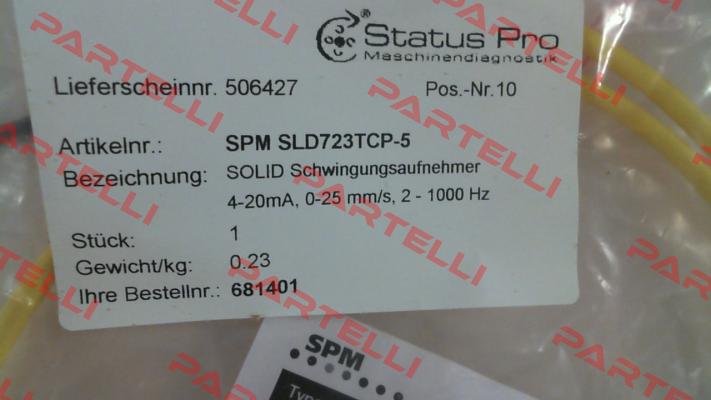 Status Pro
Maschinendiagnostik
Lieferscheinnr. 506427 Pos.-Nr.10
Artikelnr.: SPM SLD723TCP-5
Bezeichnung: SOLID Schwingungsaufnehmer
4-20mA, 0-25 mm/s, 2 - 1000 Hz
Stück: 1
Gewicht/kg: 0.23
Ihre Bestellnr.: 681401
SPM
PARTELLI
PARTELLI
PARTELLI
PARTELLI
PARTELLI